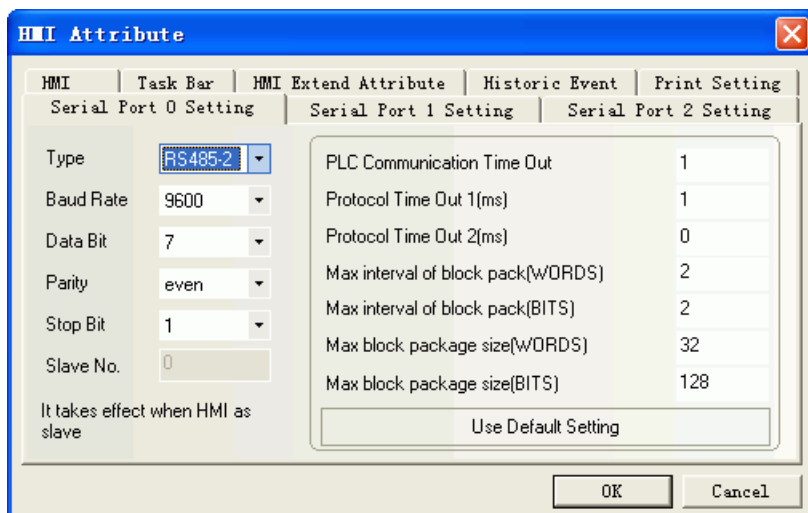 HMI Attribute
HMI Task Bar HMI Extend Attribute Historic Event Print Setting
Serial Port 0 Setting Serial Port 1 Setting Serial Port 2 Setting
Type RS485-2
Baud Rate 9600
Data Bit 7
Parity even
Stop Bit 1
Slave No. 0
It takes effect when HMI as
slave
PLC Communication Time Out 1
Protocol Time Out 1(ms) 1
Protocol Time Out 2(ms) 0
Max interval of block pack(WORDS) 2
Max interval of block pack(BITS) 2
Max block package size(WORDS) 32
Max block package size(BITS) 128
Use Default Setting
OK Cancel